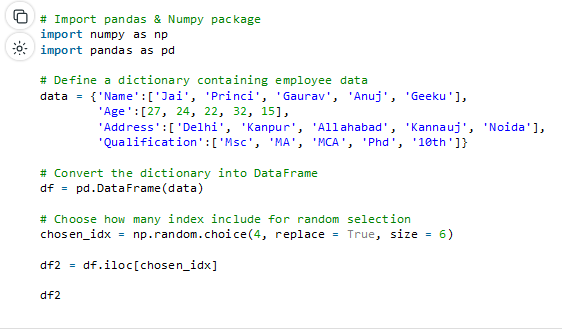 # Import pandas & Numpy package
import numpy as np
import pandas as pd
# Define a dictionary containing employee data
data = {'Name':['Jai', 'Princi', 'Gaurav', 'Anuj', 'Geeku'],
'Age':[27, 24, 22, 32, 15],
'Address':['Delhi', 'Kanpur', 'Allahabad', 'Kannauj', 'Noida'],
'Qualification':['Msc', 'MA', 'MCA', 'Phd', '10th']}
# Convert the dictionary into DataFrame
df = pd.DataFrame(data)
# Choose how many index include for random selection
chosen_idx = np.random.choice(4, replace = True, size = 6)
df2 = df.iloc[chosen_idx]
df2